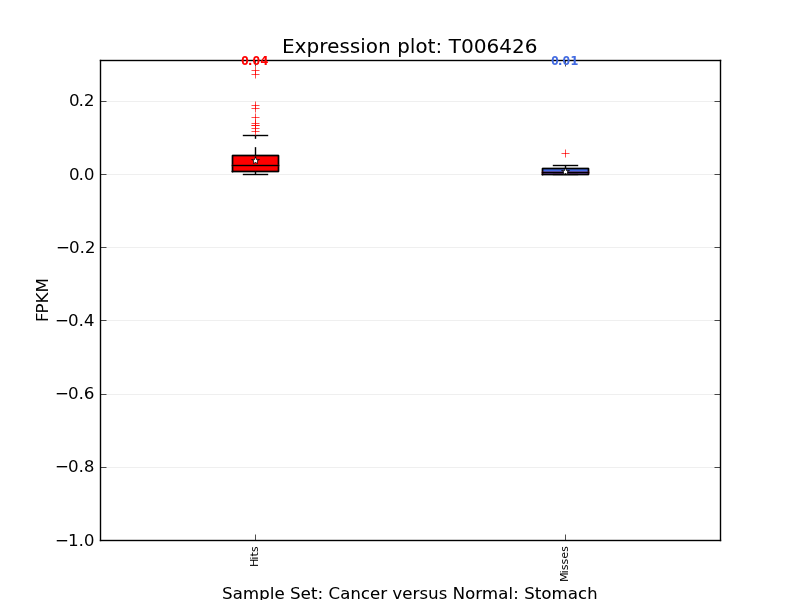 Expression plot: T006426
0.04 0.01
0.2
0.0
−0.2
−0.4
−0.6
−0.8
−1.0
FPKM
Hits Misses
Sample Set: Cancer versus Normal: Stomach